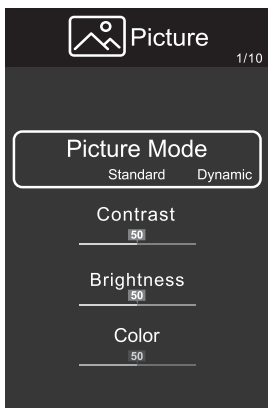 Picture
1/10
Picture Mode
Standard Dynamic
Contrast
50
Brightness
50
Color
50